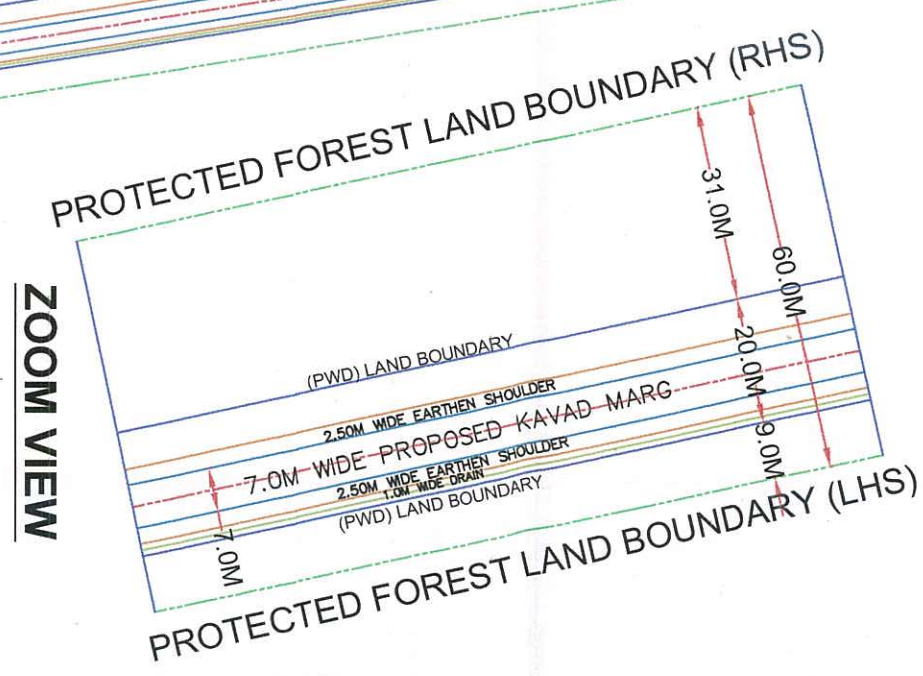 PROTECTED FOREST LAND BOUNDARY (RHS)
31.0M
60.0M
ZOOM VIEW
(PWD) LAND BOUNDARY
20.0M
2.50M WIDE EARTHEN SHOULDER
7.0M WIDE PROPOSED KAVAD MARG
9.0M
2.50M WIDE EARTHEN SHOULDER
1.0M WIDE DRAIN
(PWD) LAND BOUNDARY
7.0M
PROTECTED FOREST LAND BOUNDARY (LHS)